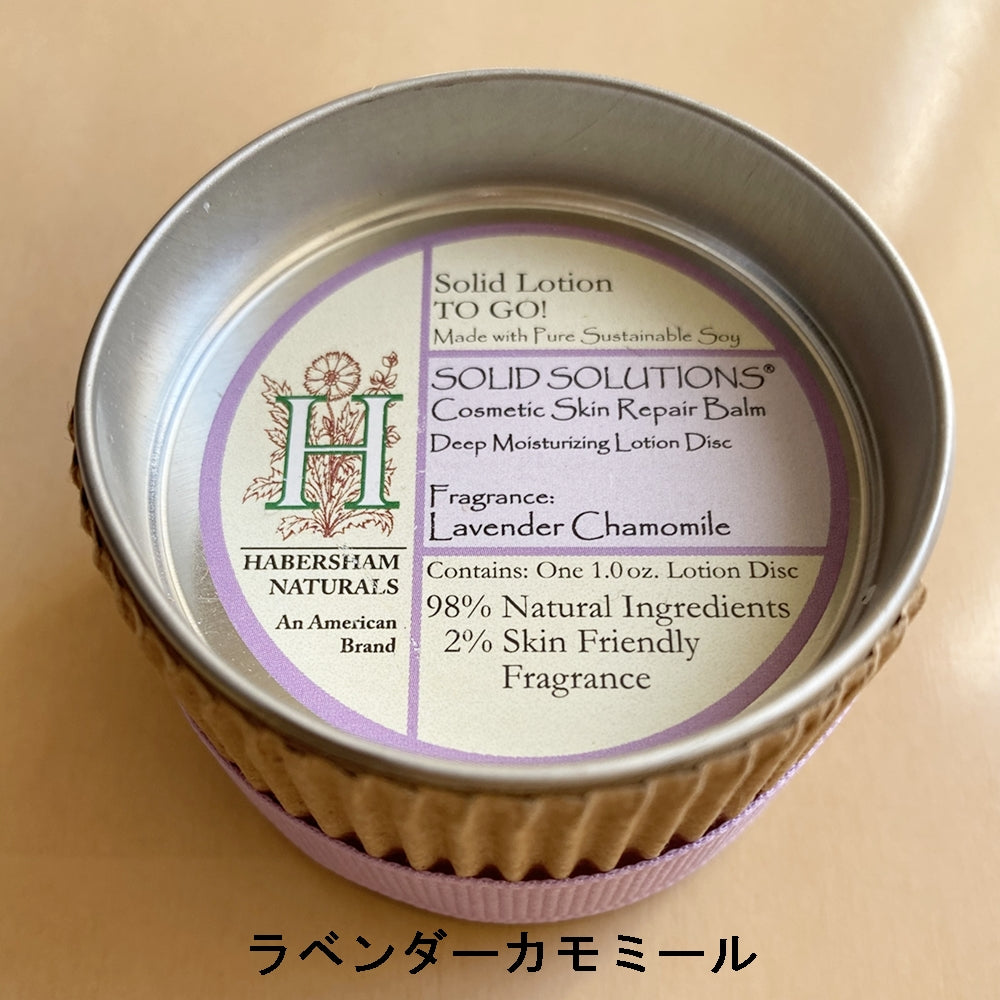 Solid Lotion
TO GO!
Made with Pure Sustainable Soy
SOLID SOLUTIONS®
Cosmetic Skin Repair Balm
Deep Moisturizing Lotion Disc
Fragrance:
Lavender Chamomile
H
HABERSHAM
NATURALS
An American
Brand
Contains: One 1.0 oz. Lotion Disc
98% Natural Ingredients
2% Skin Friendly
Fragrance
ラベンダーカモミール